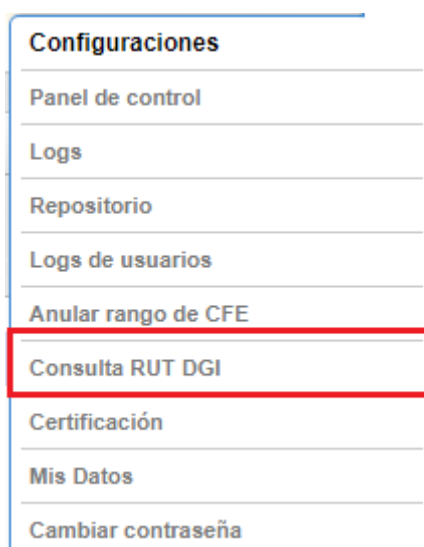 Configuraciones
Panel de control
Logs
Repositorio
Logs de usuarios
Anular rango de CFE
Consulta RUT DGI
Certificación
Mis Datos
Cambiar contraseña